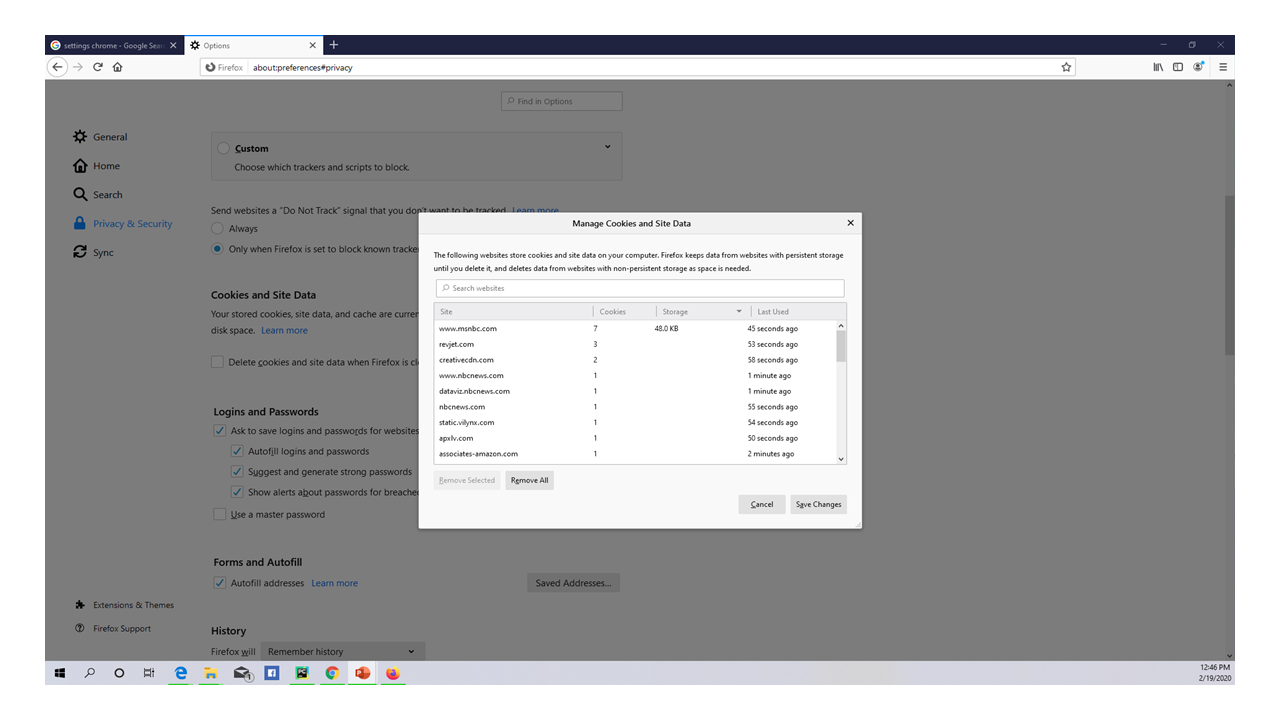 settings chrome - Google Sear
Options
Firefox about:preferences#privacy
Find in Options
General
Home
Search
Privacy & Security
Sync
Extensions & Themes
Firefox Support
Custom
Choose which trackers and scripts to block.
Send websites a "Do Not Track" signal that you don't want to be tracked Learn more
Always
Only when Firefox is set to block known tracke
Cookies and Site Data
Your stored cookies, site data, and cache are curren
disk space. Learn more
Delete cookies and site data when Firefox is cl
Logins and Passwords
Ask to save logins and passwords for websites
Autofill logins and passwords
Suggest and generate strong passwords
Show alerts about passwords for breache
Use a master password
Forms and Autofill
Autofill addresses Learn more
Saved Addresses...
History
Firefox will Remember history
Manage Cookies and Site Data
The following websites store cookies and site data on your computer. Firefox keeps data from websites with persistent storage
until you delete it, and deletes data from websites with non-persistent storage as space is needed.
Search websites
Site Cookies Storage Last Used
www.msnbc.com 7 48.0 KB 45 seconds ago
revjet.com 3 53 seconds ago
creativecdn.com 2 58 seconds ago
www.nbcnews.com 1 1 minute ago
dataviz.nbcnews.com 1 1 minute ago
nbcnews.com 1 55 seconds ago
static.vilynx.com 1 54 seconds ago
apxlv.com 1 50 seconds ago
associates-amazon.com 1 2 minutes ago
Remove Selected Remove All
Cancel Save Changes
12:46 PM
2/19/2020